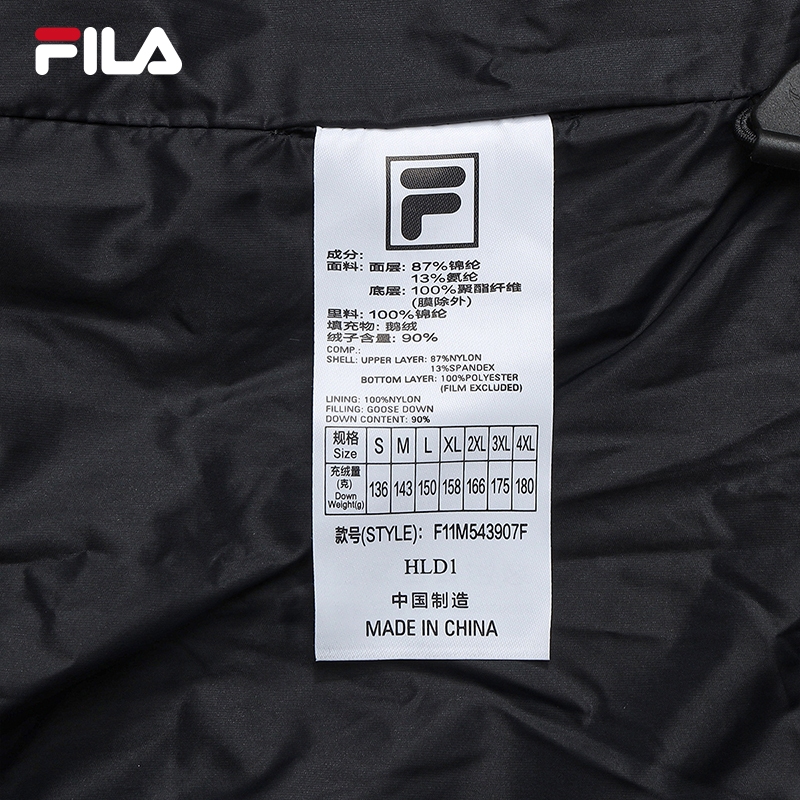 FILA
F
成分:
面料: 面层: 87%锦纶
13%氨纶
底层: 100%聚酯纤维
(膜除外)
里料: 100%锦纶
填充物: 鹅绒
绒子含量: 90%
COMP.:
SHELL: UPPER LAYER: 87%NYLON
13%SPANDEX
BOTTOM LAYER: 100%POLYESTER
(FILM EXCLUDED)
LINING: 100%NYLON
FILLING: GOOSE DOWN
DOWN CONTENT: 90%
规格 Size S M L XL 2XL 3XL 4XL
充绒量 (克) Down Weight(g) 136 143 150 158 166 175 180
款号(STYLE): F11M543907F
HLD1
中国制造
MADE IN CHINA